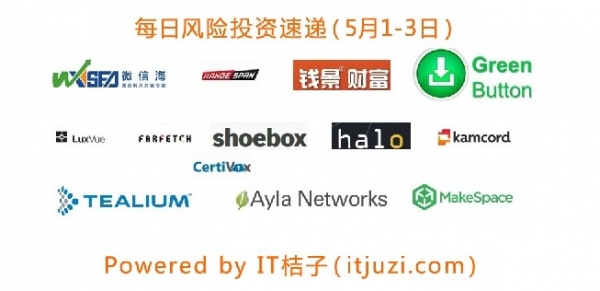 每日风险投资速递(5月1-3日)
WXSEA 微信海
RANGE SPAN
钱景 财富
Green
Button
LuxVue
FARFETCH
shoebox
halo
kamcord
CertiVox
TEALIUM
Ayla Networks
MakeSpace
Powered by IT桔子(itjuzi.com)